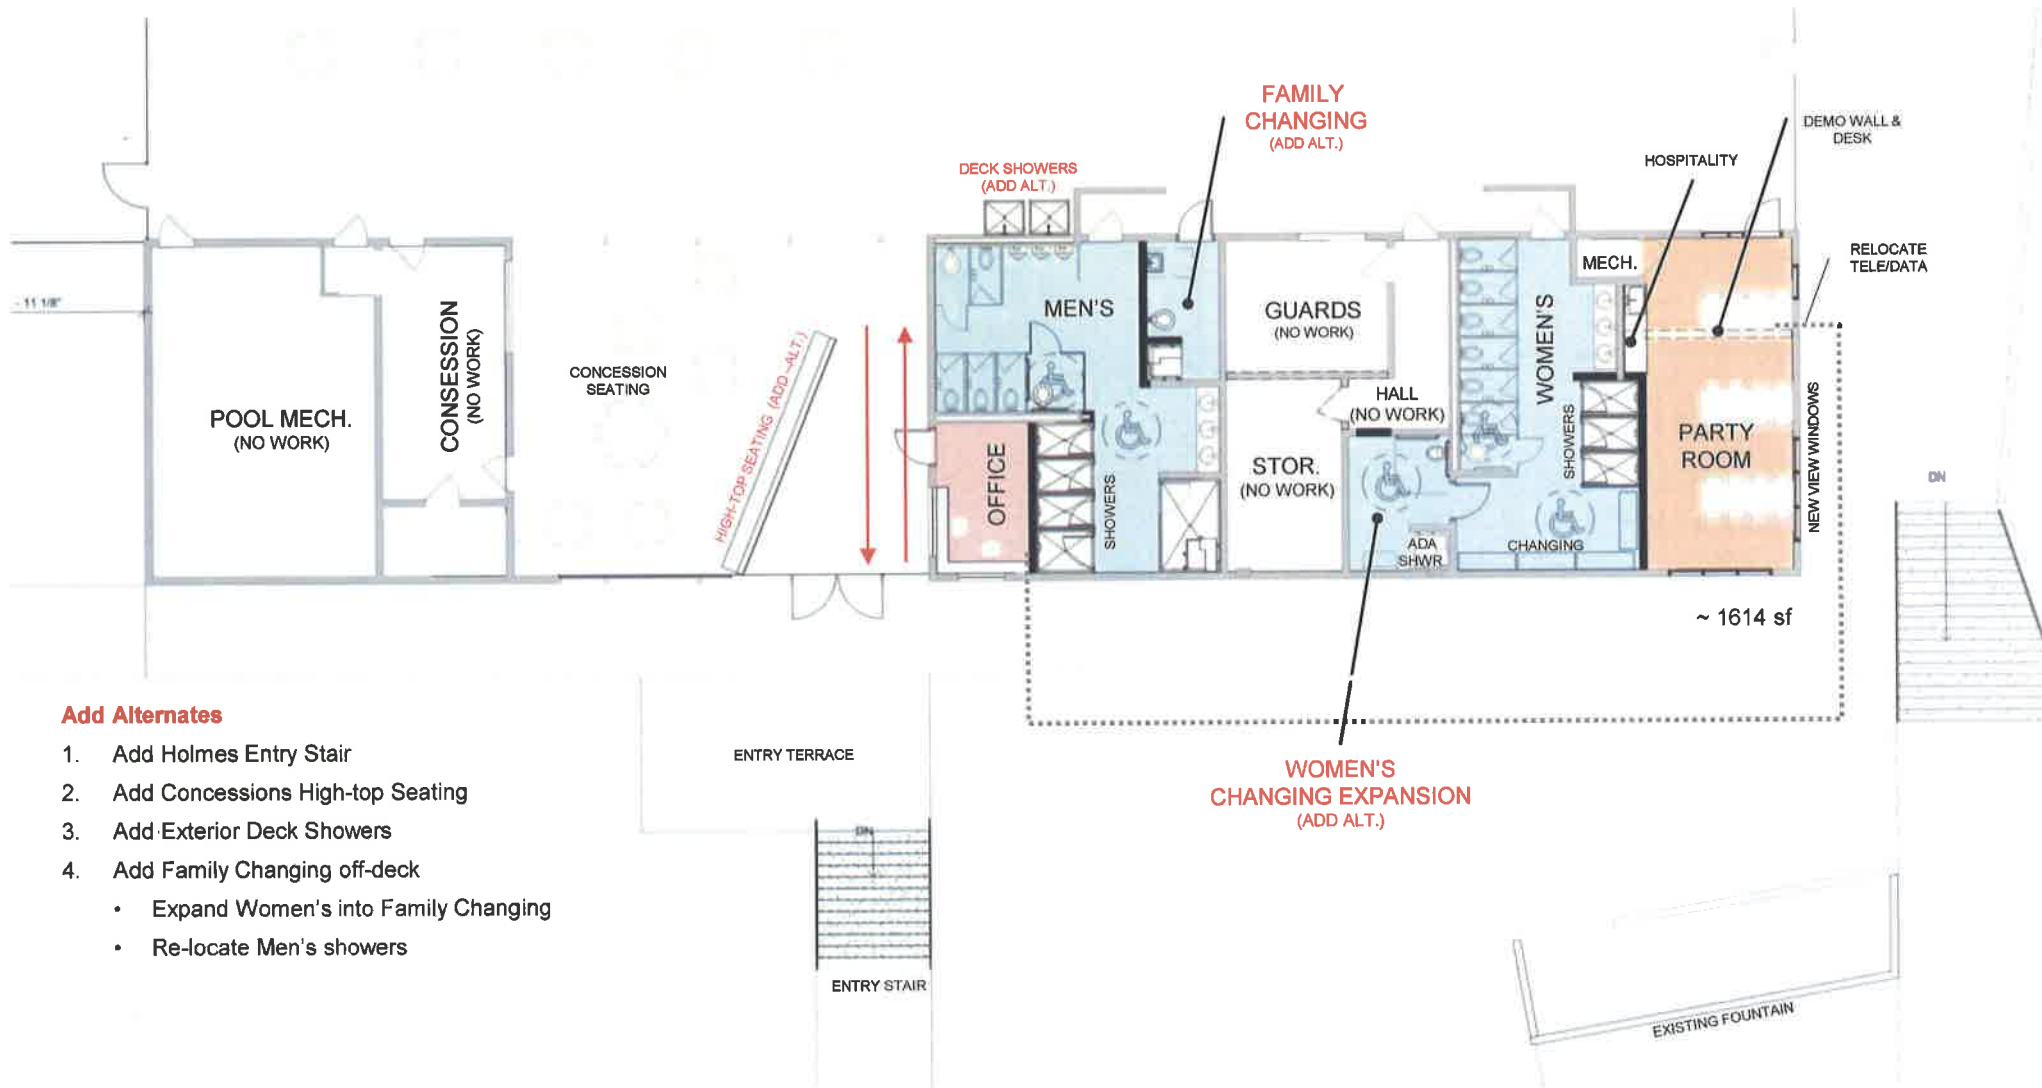 FAMILY
CHANGING
(ADD ALT.)
DEMO WALL &
DESK
HOSPITALITY
DECK SHOWERS
(ADD ALT.)
RELOCATE
TELE/DATA
MECH.
- 11 1/8"
MEN'S
GUARDS
(NO WORK)
WOMEN'S
CONSESSION
(NO WORK)
CONCESSION
SEATING
HIGH-TOP SEATING (ADD -ALT.)
POOL MECH.
(NO WORK)
HALL
(NO WORK)
SHOWERS
PARTY
ROOM
NEW VIEW WINDOWS
OFFICE
STOR.
(NO WORK)
SHOWERS
DN
ADA
SHWR
CHANGING
~ 1614 sf
Add Alternates
1. Add Holmes Entry Stair
2. Add Concessions High-top Seating
3. Add Exterior Deck Showers
4. Add Family Changing off-deck
• Expand Women's into Family Changing
• Re-locate Men's showers
ENTRY TERRACE
WOMEN'S
CHANGING EXPANSION
(ADD ALT.)
DN
ENTRY STAIR
EXISTING FOUNTAIN